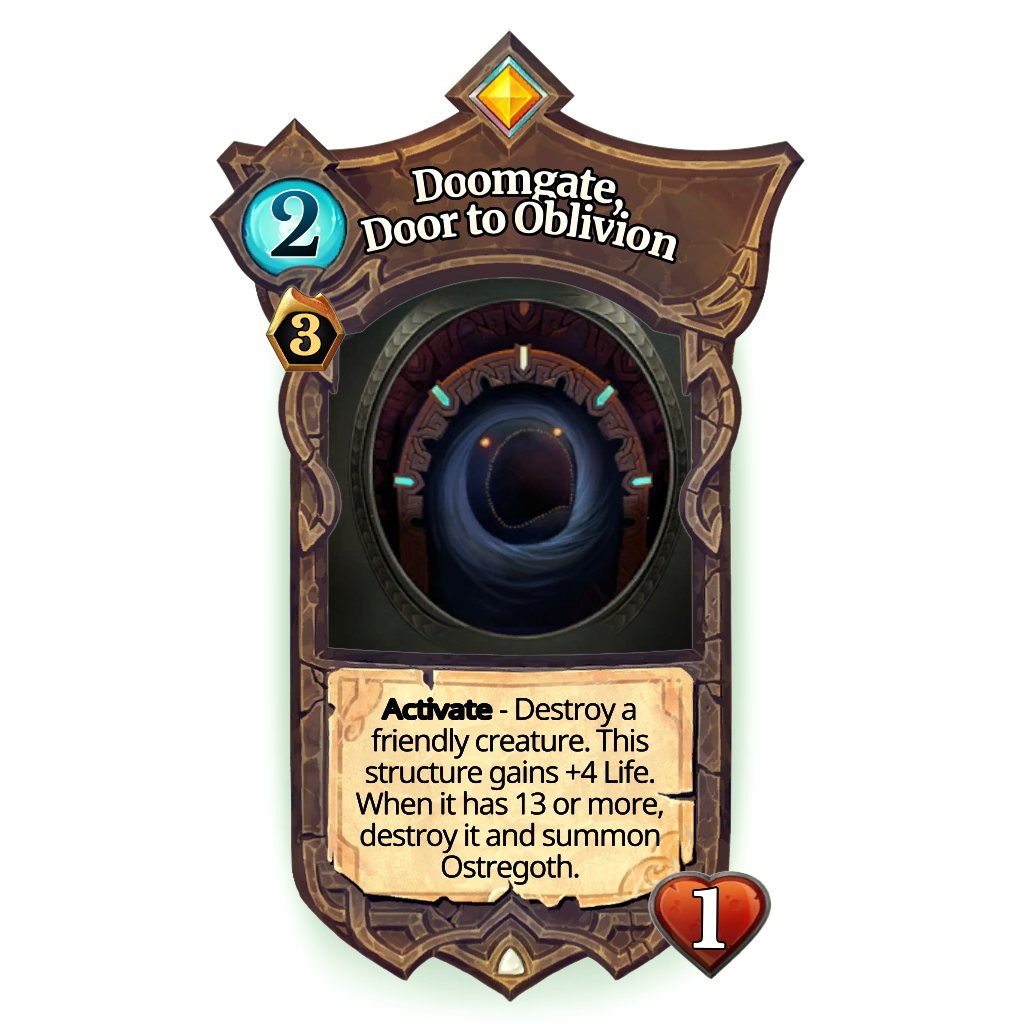 Doomgate,
Door to Oblivion
2
3
Activate - Destroy a
friendly creature. This
structure gains +4 Life.
When it has 13 or more,
destroy it and summon
Ostregoth.
1